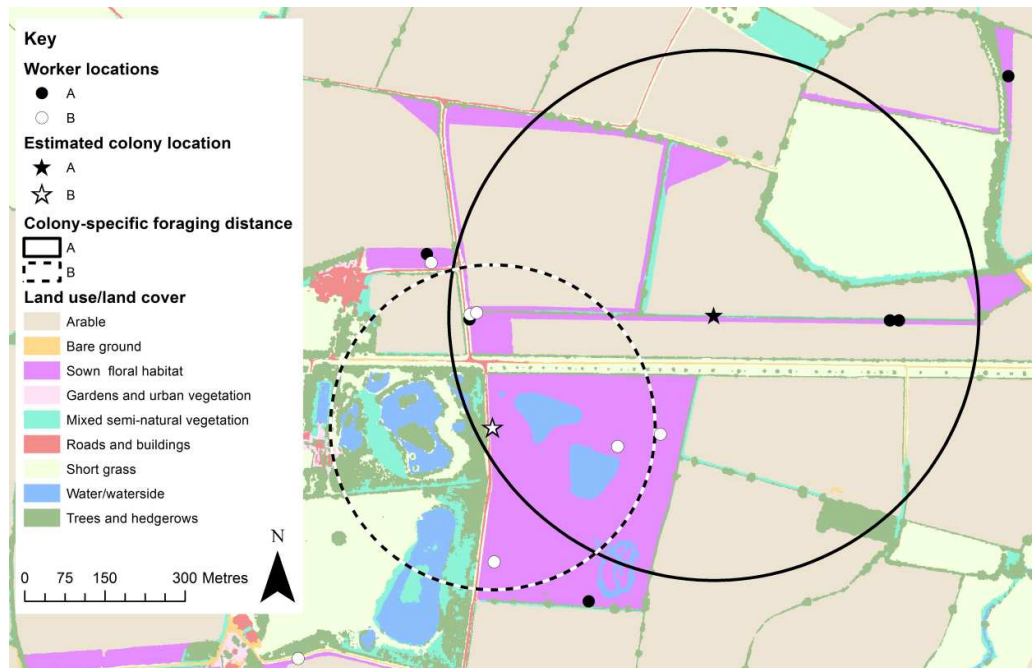 Key
Worker locations
A
B
Estimated colony location
A
B
Colony-specific foraging distance
A
B
Land use/land cover
Arable
Bare ground
Sown floral habitat
Gardens and urban vegetation
Mixed semi-natural vegetation
Roads and buildings
Short grass
Water/waterside
Trees and hedgerows
N
0 75 150 300 Metres